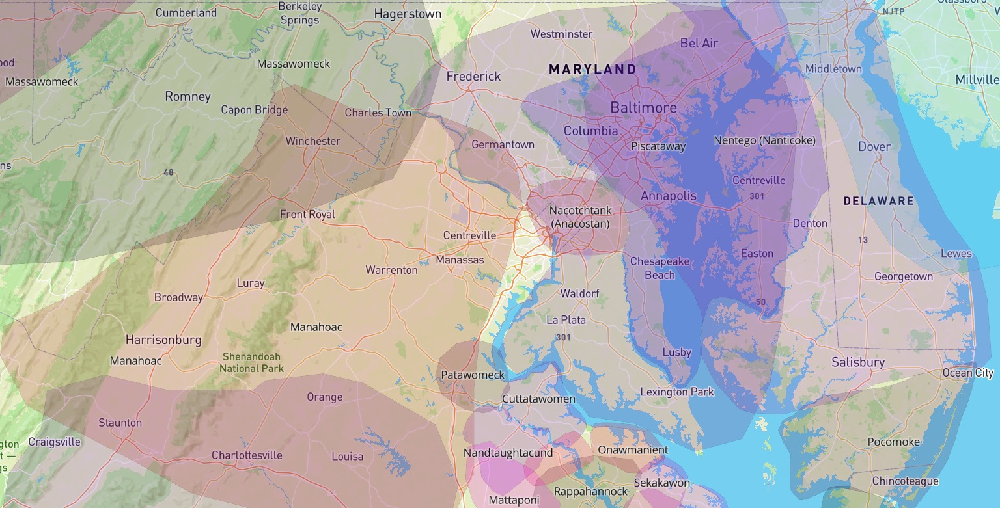 Cumberland
Berkeley
Springs
Hagerstown
NJTP
Westminster
Bel Air
Massawomeck
MARYLAND
Middletown
Massawomeck
Frederick
Millville
Romney
Capon Bridge
Charles Town
Baltimore
Columbia
Winchester
Germantown
Piscataway
Nentego (Nanticoke)
Dover
48
Centreville
301
Annapolis
DELAWARE
Front Royal
Nacotchtank
(Anacostan)
Denton
Centreville
13
Manassas
Easton
Lewes
Warrenton
Chesapeake
Beach
Georgetown
Luray
Broadway
Waldorf
50
La Plata
301
Manahoac
Harrisonburg
Manahoac
Shenandoah
National Park
Lusby
Salisbury
Patawomeck
Ocean City
Orange
Cuttatawomen
Lexington Park
Staunton
Craigsville
Pocomoke
Charlottesville
Louisa
Nandtaughtacund
Onawmanient
Sekakawon
Chincoteague
Rappahannock
Mattaponi